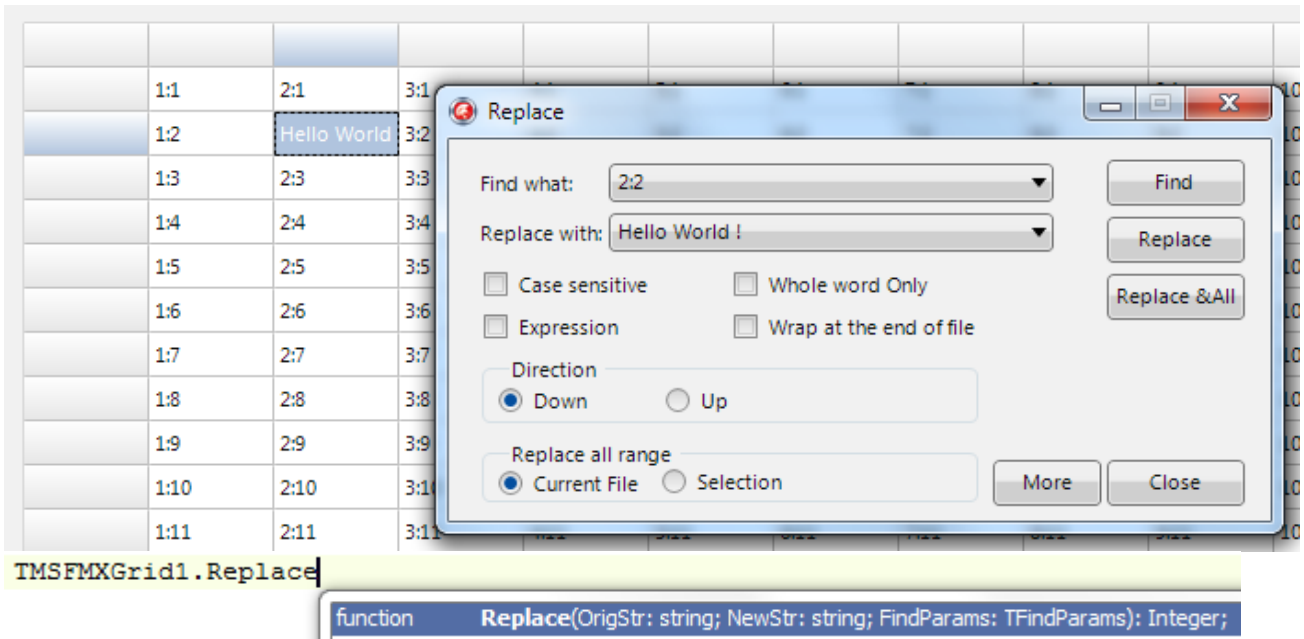 1:1 2:1 3:1
Replace
1:2 Hello World 3:2
1:3 2:3 3:3
Find what: 2:2 Find
1:4 2:4 3:4
Replace with: Hello World ! Replace
1:5 2:5 3:5
Case sensitive Whole word Only
Replace &All
1:6 2:6 3:6
Expression Wrap at the end of file
1:7 2:7 3:7
Direction
1:8 2:8 3:8
Down Up
1:9 2:9 3:9
Replace all range
1:10 2:10
Current File Selection More Close
1:11 2:11 3:11
TMSFMXGrid1.Replace
function Replace(OrigStr: string; NewStr: string; FindParams: TFindParams): Integer;